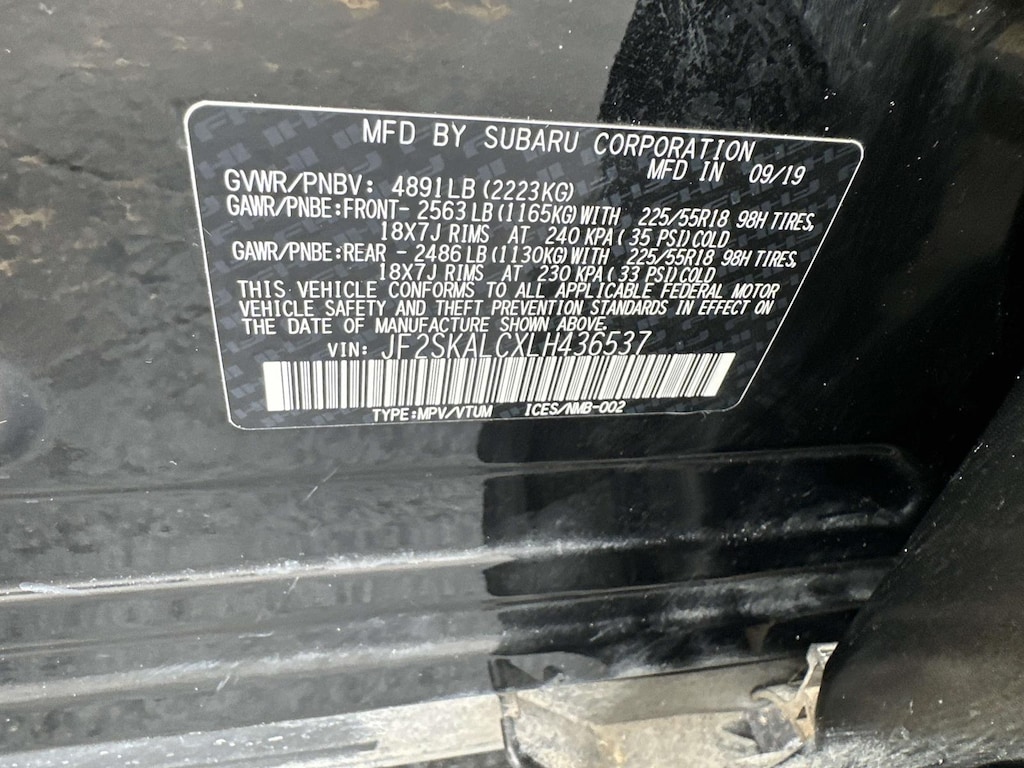 MFD BY SUBARU CORPORATION
MFD IN 09/19
GVWR/PNBV: 4891LB (2223KG)
GAWR/PNBE:FRONT- 2563 LB (1165KG) WITH 225/55R18 98H TIRES,
18X7J RIMS AT 240 KPA ( 35 PSI) COLD
GAWR/PNBE:REAR - 2486 LB (1130KG) WITH 225/55R18 98H TIRES,
18X7J RIMS AT 230 KPA ( 33 PSI) COLD
THIS VEHICLE CONFORMS TO ALL APPLICABLE FEDERAL MOTOR
VEHICLE SAFETY AND THEFT PREVENTION STANDARDS IN EFFECT ON
THE DATE OF MANUFACTURE SHOWN ABOVE.
VIN: JF2SKALCXLH436537
TYPE:MPV/VTUM ICES/NMB-002